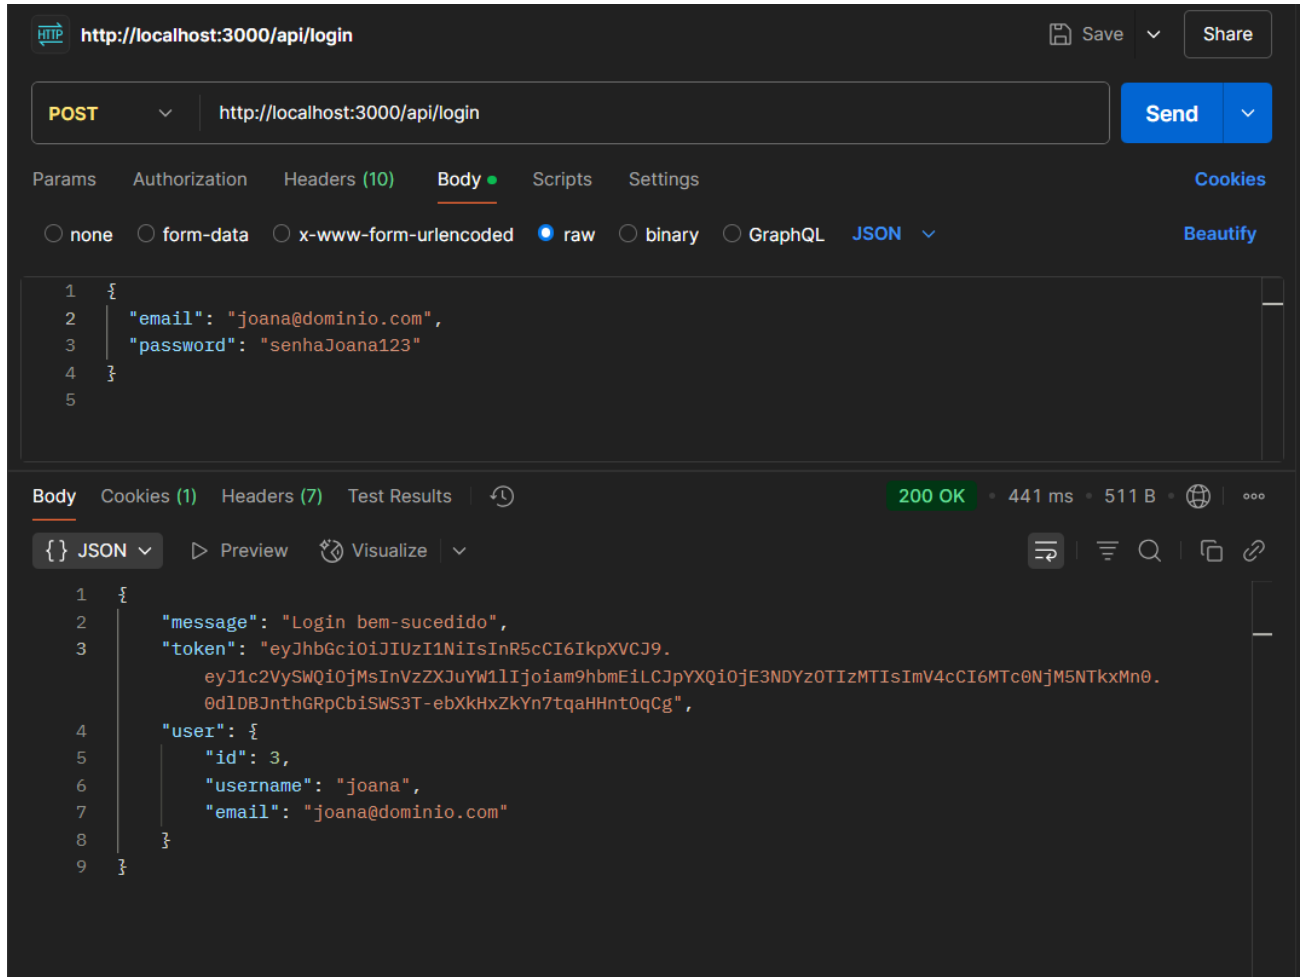 HTTP http://localhost:3000/api/login Save Share
POST http://localhost:3000/api/login Send
Params Authorization Headers (10) Body Scripts Settings Cookies
none form-data x-www-form-urlencoded raw binary GraphQL JSON Beautify
1 {
2 "email": "joana@dominio.com",
3 "password": "senhaJoana123"
4 }
5
Body Cookies (1) Headers (7) Test Results 200 OK 441 ms 511 B
{} JSON Preview Visualize
1 {
2 "message": "Login bem-sucedido",
3 "token": "eyJhbGciOiJIUzI1NiIsInR5cCI6IkpXVCJ9.
eyJ1c2VySWQiOjMsInVzZXJuYW1lIjoiam9hbmEiLCJpYXQiOjE3NDYzOTIzMTIsImV4cCI6MTc0NjM5NTkxMn0.
0dlDBJnthGRpCbiSWS3T-ebXkHxZkYn7tqaHHntOqCg",
4 "user": {
5 "id": 3,
6 "username": "joana",
7 "email": "joana@dominio.com"
8 }
9 }